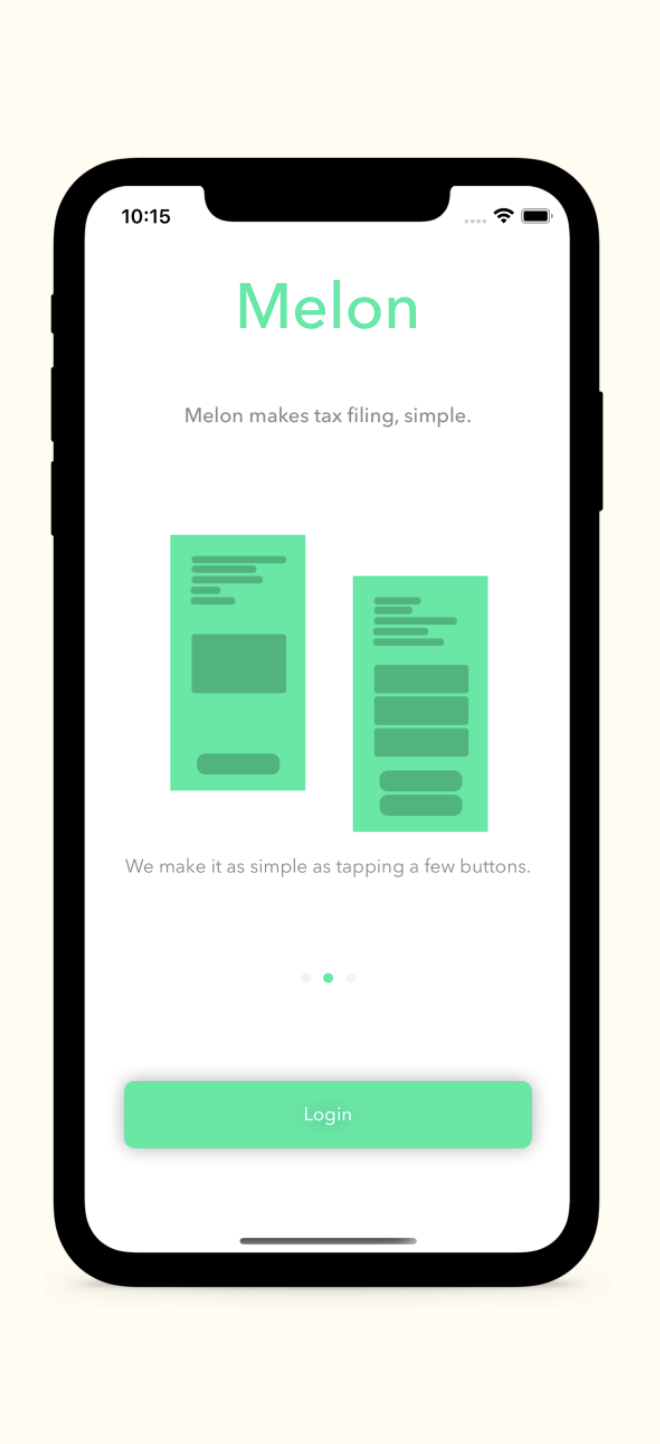 10:15
Melon
Melon makes tax filing, simple.
We make it as simple as tapping a few buttons.
Login